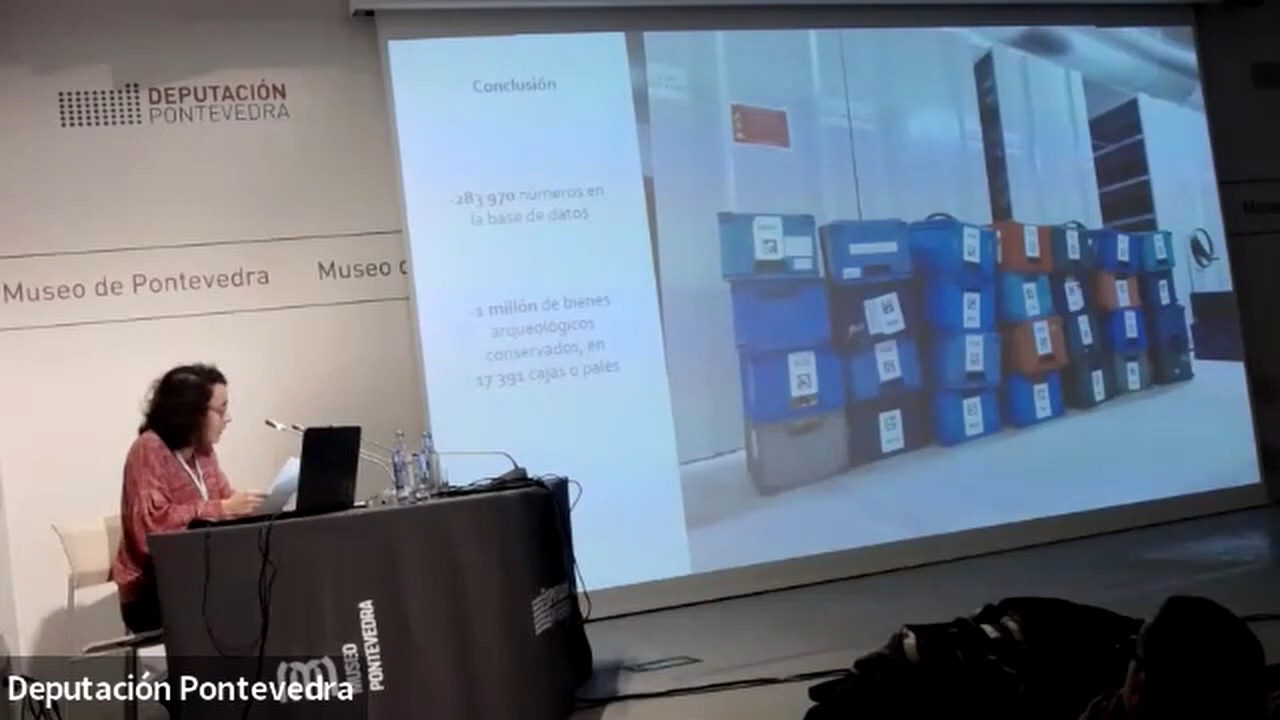 DEPUTACIÓN
PONTEVEDRA
Museo de Pontevedra
Museo
Conclusión
-283 970 números en
la base de datos
-1 millón de bienes
arqueológicos
conservados, en
17 391 cajas o palés
MUSEO
PONTEVEDRA
Deputación Pontevedra